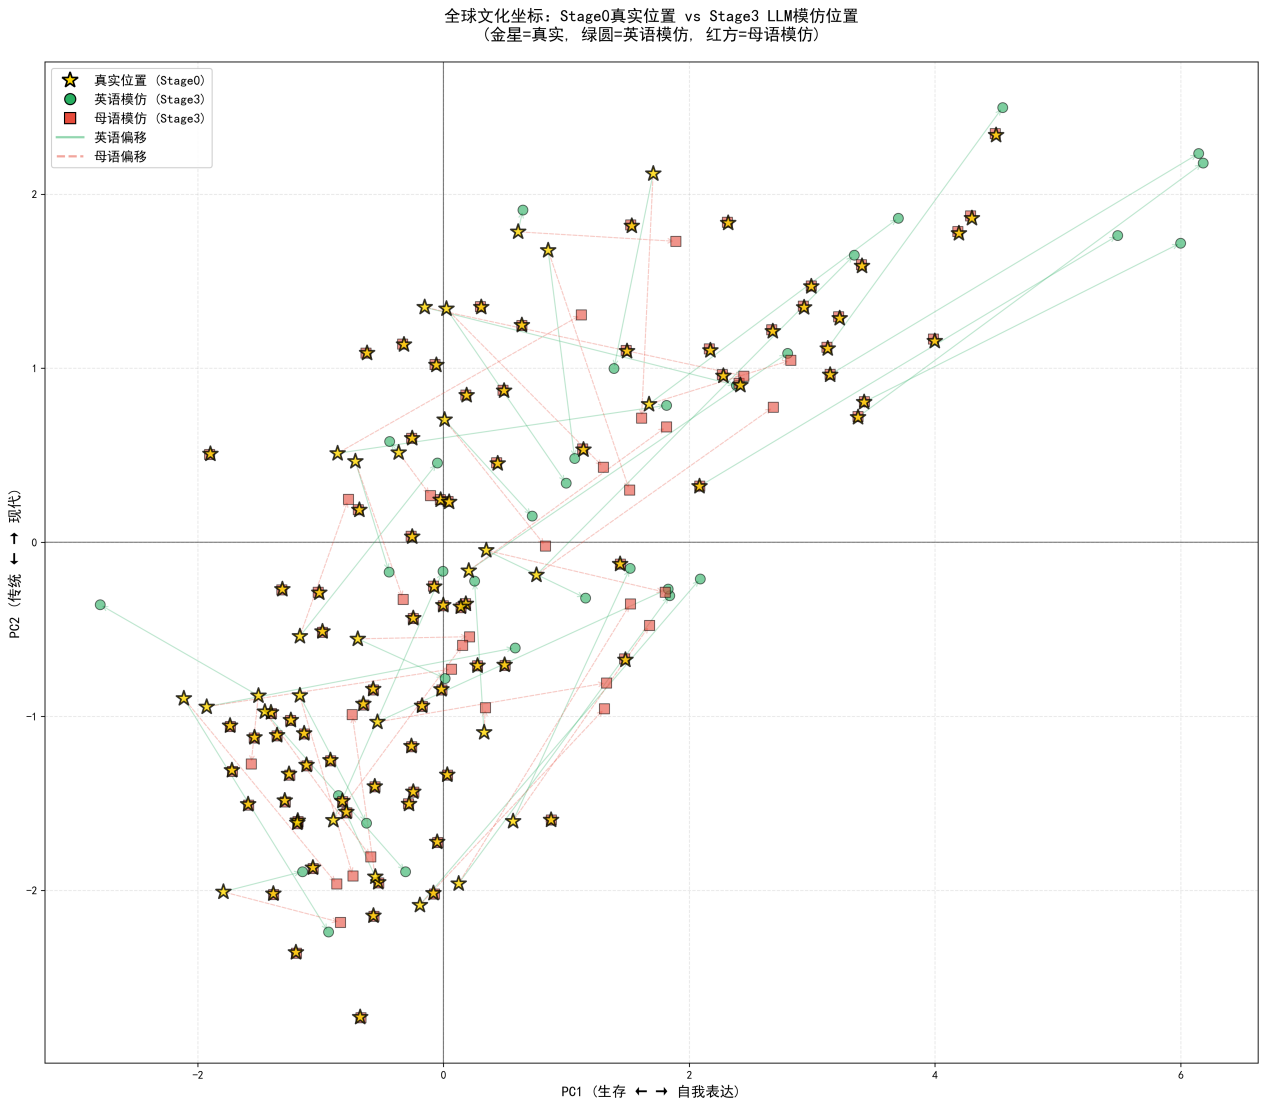 全球文化坐标: Stage0真实位置 vs Stage3 LLM模仿位置
(金星=真实, 绿圆=英语模仿, 红方=母语模仿)
真实位置 (Stage0)
英语模仿 (Stage3)
母语模仿 (Stage3)
英语偏移
母语偏移
PC2 (传统 ← → 现代)
2
1
0
−1
−2
−2
0
2
4
6
PC1 (生存 ← → 自我表达)